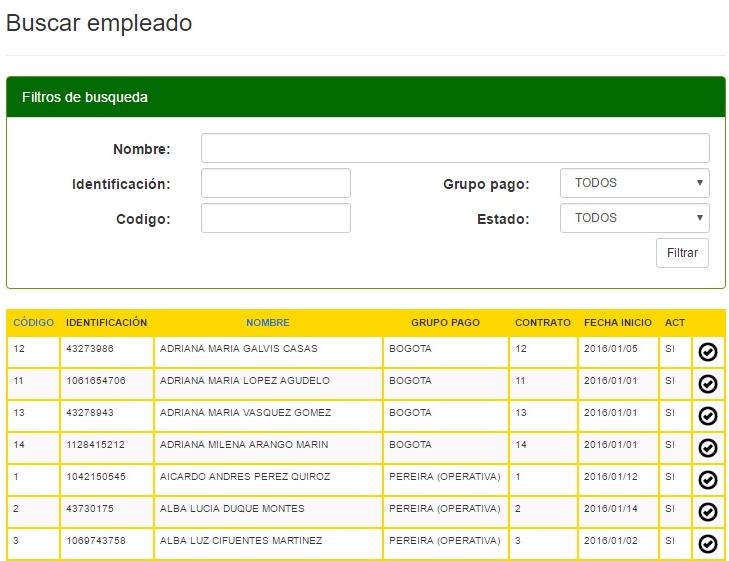 Buscar empleado
Filtros de busqueda
Nombre:
Identificación: Grupo pago: TODOS
Codigo: Estado: TODOS
Filtrar
CÓDIGO IDENTIFICACIÓN NOMBRE GRUPO PAGO CONTRATO FECHA INICIO ACT
12 43273986 ADRIANA MARIA GALVIS CASAS BOGOTA 12 2016/01/05 SI
11 1061654706 ADRIANA MARIA LOPEZ AGUDELO BOGOTA 11 2016/01/01 SI
13 43278943 ADRIANA MARIA VASQUEZ GOMEZ BOGOTA 13 2016/01/01 SI
14 1128415212 ADRIANA MILENA ARANGO MARIN BOGOTA 14 2016/01/01 SI
1 1042150545 AICARDO ANDRES PEREZ QUIROZ PEREIRA (OPERATIVA) 1 2016/01/12 SI
2 43730175 ALBA LUCIA DUQUE MONTES PEREIRA (OPERATIVA) 2 2016/01/14 SI
3 1069743758 ALBA LUZ CIFUENTES MARTINEZ PEREIRA (OPERATIVA) 3 2016/01/02 SI